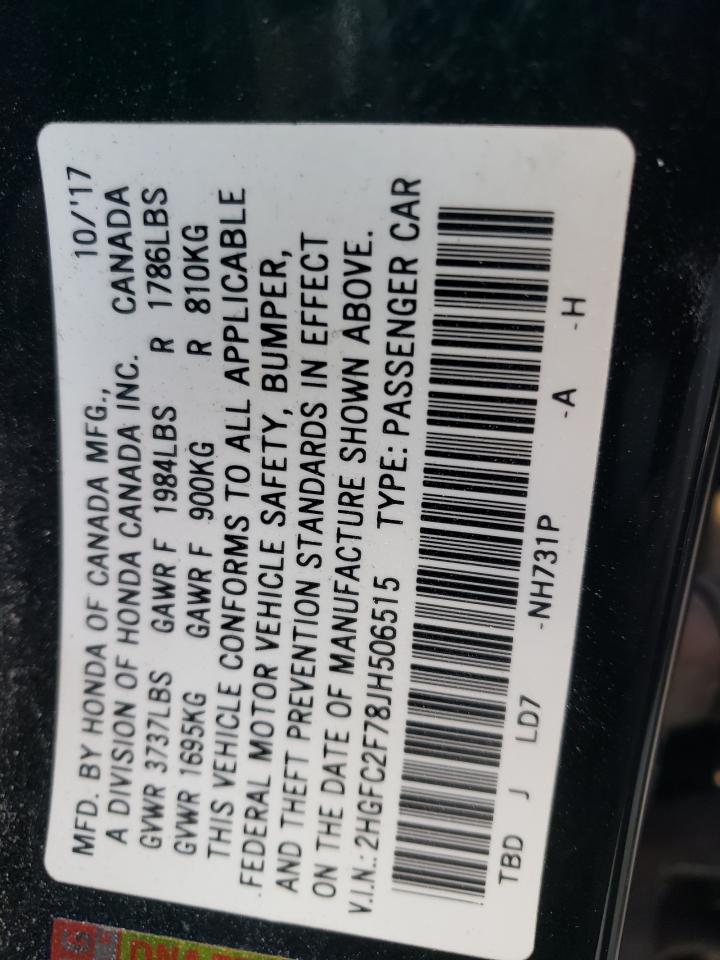 MFD. BY HONDA OF CANADA MFG., 10/'17
A DIVISION OF HONDA CANADA INC. CANADA
GVWR 3737LBS GAWR F 1984LBS R 1786LBS
GVWR 1695KG GAWR F 900KG R 810KG
THIS VEHICLE CONFORMS TO ALL APPLICABLE
FEDERAL MOTOR VEHICLE SAFETY, BUMPER,
AND THEFT PREVENTION STANDARDS IN EFFECT
ON THE DATE OF MANUFACTURE SHOWN ABOVE.
V.I.N.: 2HGFC2F78JH506515 TYPE: PASSENGER CAR
TBD J LD7 -NH731P -A -H